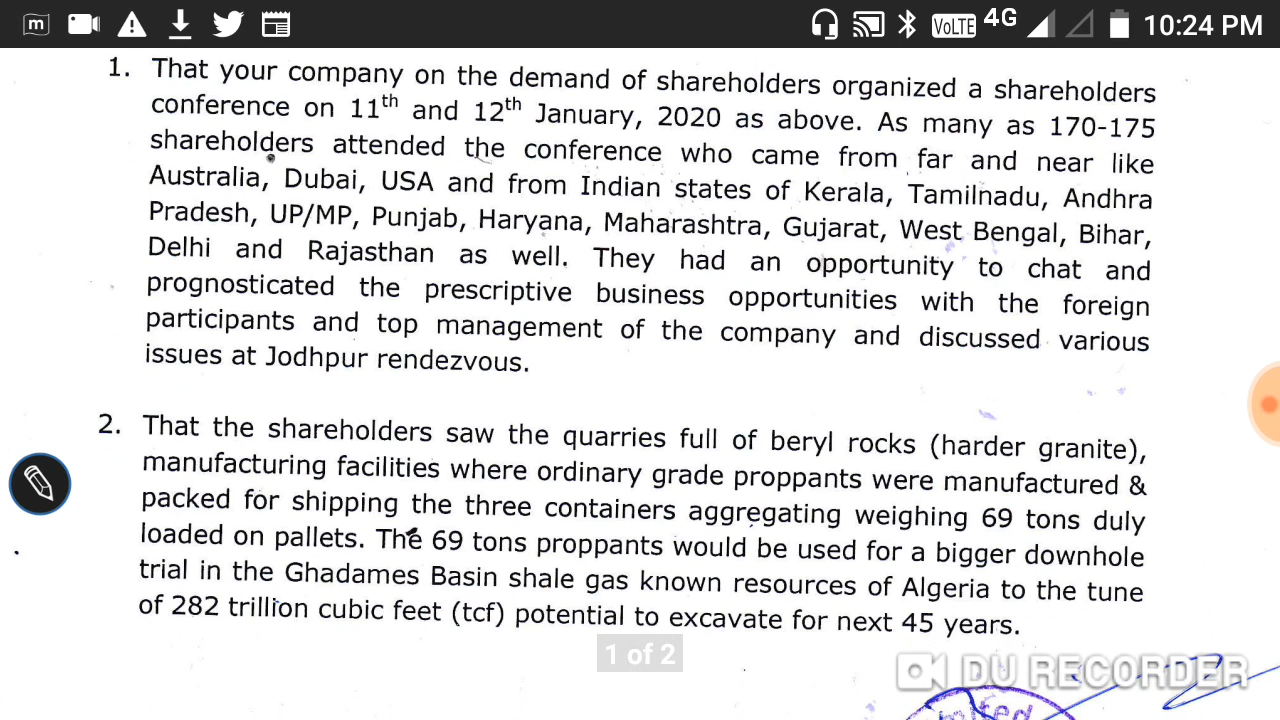 m VoLTE 4G 10:24 PM
1. That your company on the demand of shareholders organized a shareholders
conference on 11th and 12th January, 2020 as above. As many as 170-175
shareholders attended the conference who came from far and near like
Australia, Dubai, USA and from Indian states of Kerala, Tamilnadu, Andhra
Pradesh, UP/MP, Punjab, Haryana, Maharashtra, Gujarat, West Bengal, Bihar,
Delhi and Rajasthan as well. They had an opportunity to chat and
prognosticated the prescriptive business opportunities with the foreign
participants and top management of the company and discussed various
issues at Jodhpur rendezvous.
2. That the shareholders saw the quarries full of beryl rocks (harder granite),
manufacturing facilities where ordinary grade proppants were manufactured &
packed for shipping the three containers aggregating weighing 69 tons duly
loaded on pallets. The 69 tons proppants would be used for a bigger downhole
trial in the Ghadames Basin shale gas known resources of Algeria to the tune
of 282 trillion cubic feet (tcf) potential to excavate for next 45 years.
1 of 2
DU RECORDER